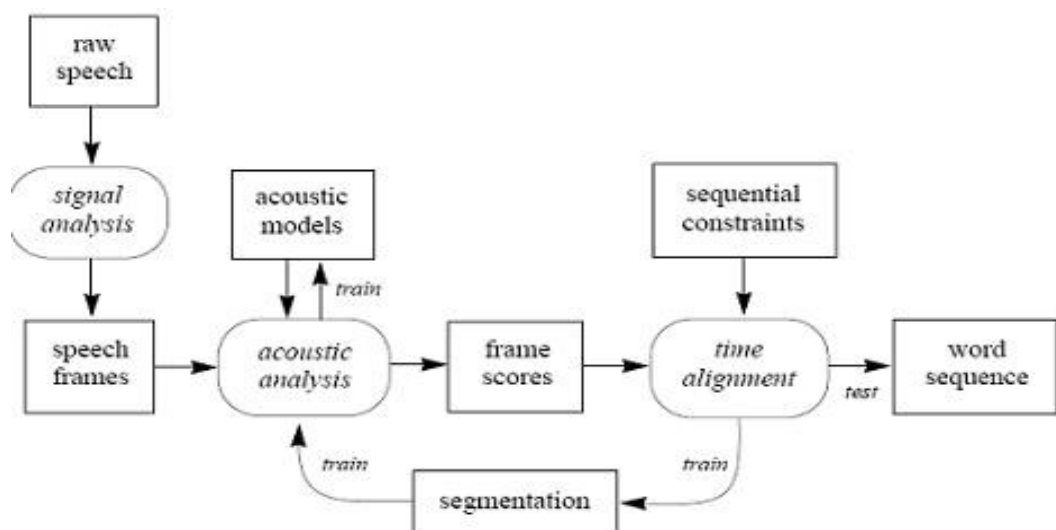 raw
speech
signal
analysis
acoustic
models
sequential
constraints
train
speech
frames
acoustic
analysis
frame
scores
time
alignment
word
sequence
test
train
train
segmentation